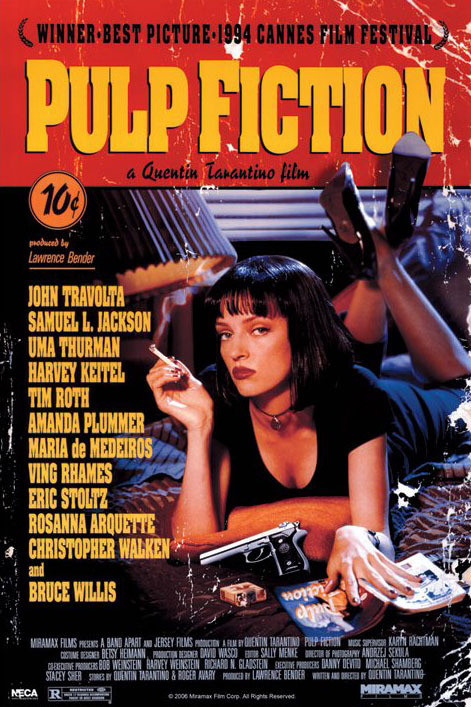 WINNER•BEST PICTURE•1994 CANNES FILM FESTIVAL
PULP FICTION
a Quentin Tarantino film
10¢
produced by
Lawrence Bender
JOHN TRAVOLTA
SAMUEL L. JACKSON
UMA THURMAN
HARVEY KEITEL
TIM ROTH
AMANDA PLUMMER
MARIA de MEDEIROS
VING RHAMES
ERIC STOLTZ
ROSANNA ARQUETTE
CHRISTOPHER WALKEN
and
BRUCE WILLIS
Pulp
Fiction
MIRAMAX FILMS PRESENTS A BAND APART AND JERSEY FILMS PRODUCTION A FILM BY QUENTIN TARANTINO PULP FICTION MUSIC SUPERVISOR KARYN RACHTMAN
COSTUME DESIGNER BETSY HEIMANN PRODUCTION DESIGNER DAVID WASCO EDITOR SALLY MENKE DIRECTOR OF PHOTOGRAPHY ANDRZEJ SEKULA
CO-EXECUTIVE PRODUCERS BOB WEINSTEIN HARVEY WEINSTEIN RICHARD N. GLADSTEIN EXECUTIVE PRODUCERS DANNY DEVITO MICHAEL SHAMBERG
STACEY SHER STORIES BY QUENTIN TARANTINO & ROGER AVARY PRODUCED BY LAWRENCE BENDER WRITTEN AND DIRECTED BY QUENTIN TARANTINO
NECA
R RESTRICTED
© 2006 Miramax Film Corp. All Rights Reserved.
MIRAMAX